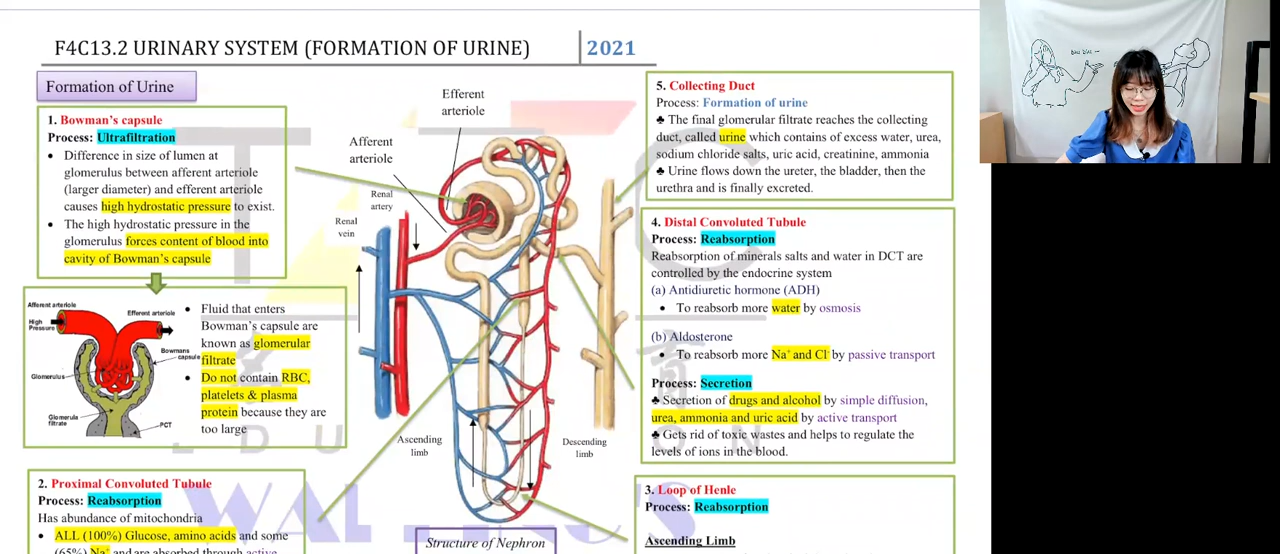 F4C13.2 URINARY SYSTEM (FORMATION OF URINE)
2021
Formation of Urine
1. Bowman's capsule
Process: Ultrafiltration
• Difference in size of lumen at
glomerulus between afferent arteriole
(larger diameter) and efferent arteriole
causes high hydrostatic pressure to exist.
• The high hydrostatic pressure in the
glomerulus forces content of blood into
cavity of Bowman's capsule
Afferent arteriole
High
Pressure
Efferent arteriole
Bowmans
capsule
Glomerulus
Glomerula
filtrate
PCT
• Fluid that enters
Bowman's capsule are
known as glomerular
filtrate
• Do not contain RBC,
platelets & plasma
protein because they are
too large
2. Proximal Convoluted Tubule
Process: Reabsorption
Has abundance of mitochondria
• ALL (100%) Glucose, amino acids and some
(65%) Na⁺ and are absorbed through active
Efferent
arteriole
Afferent
arteriole
Renal
artery
Renal
vein
Ascending
limb
Descending
limb
Structure of Nephron
5. Collecting Duct
Process: Formation of urine
♣ The final glomerular filtrate reaches the collecting
duct, called urine which contains of excess water, urea,
sodium chloride salts, uric acid, creatinine, ammonia
♣ Urine flows down the ureter, the bladder, then the
urethra and is finally excreted.
4. Distal Convoluted Tubule
Process: Reabsorption
Reabsorption of minerals salts and water in DCT are
controlled by the endocrine system
(a) Antidiuretic hormone (ADH)
• To reabsorb more water by osmosis
(b) Aldosterone
• To reabsorb more Na⁺ and Cl⁻ by passive transport
Process: Secretion
♣ Secretion of drugs and alcohol by simple diffusion,
urea, ammonia and uric acid by active transport
♣ Gets rid of toxic wastes and helps to regulate the
levels of ions in the blood.
3. Loop of Henle
Process: Reabsorption
Ascending Limb